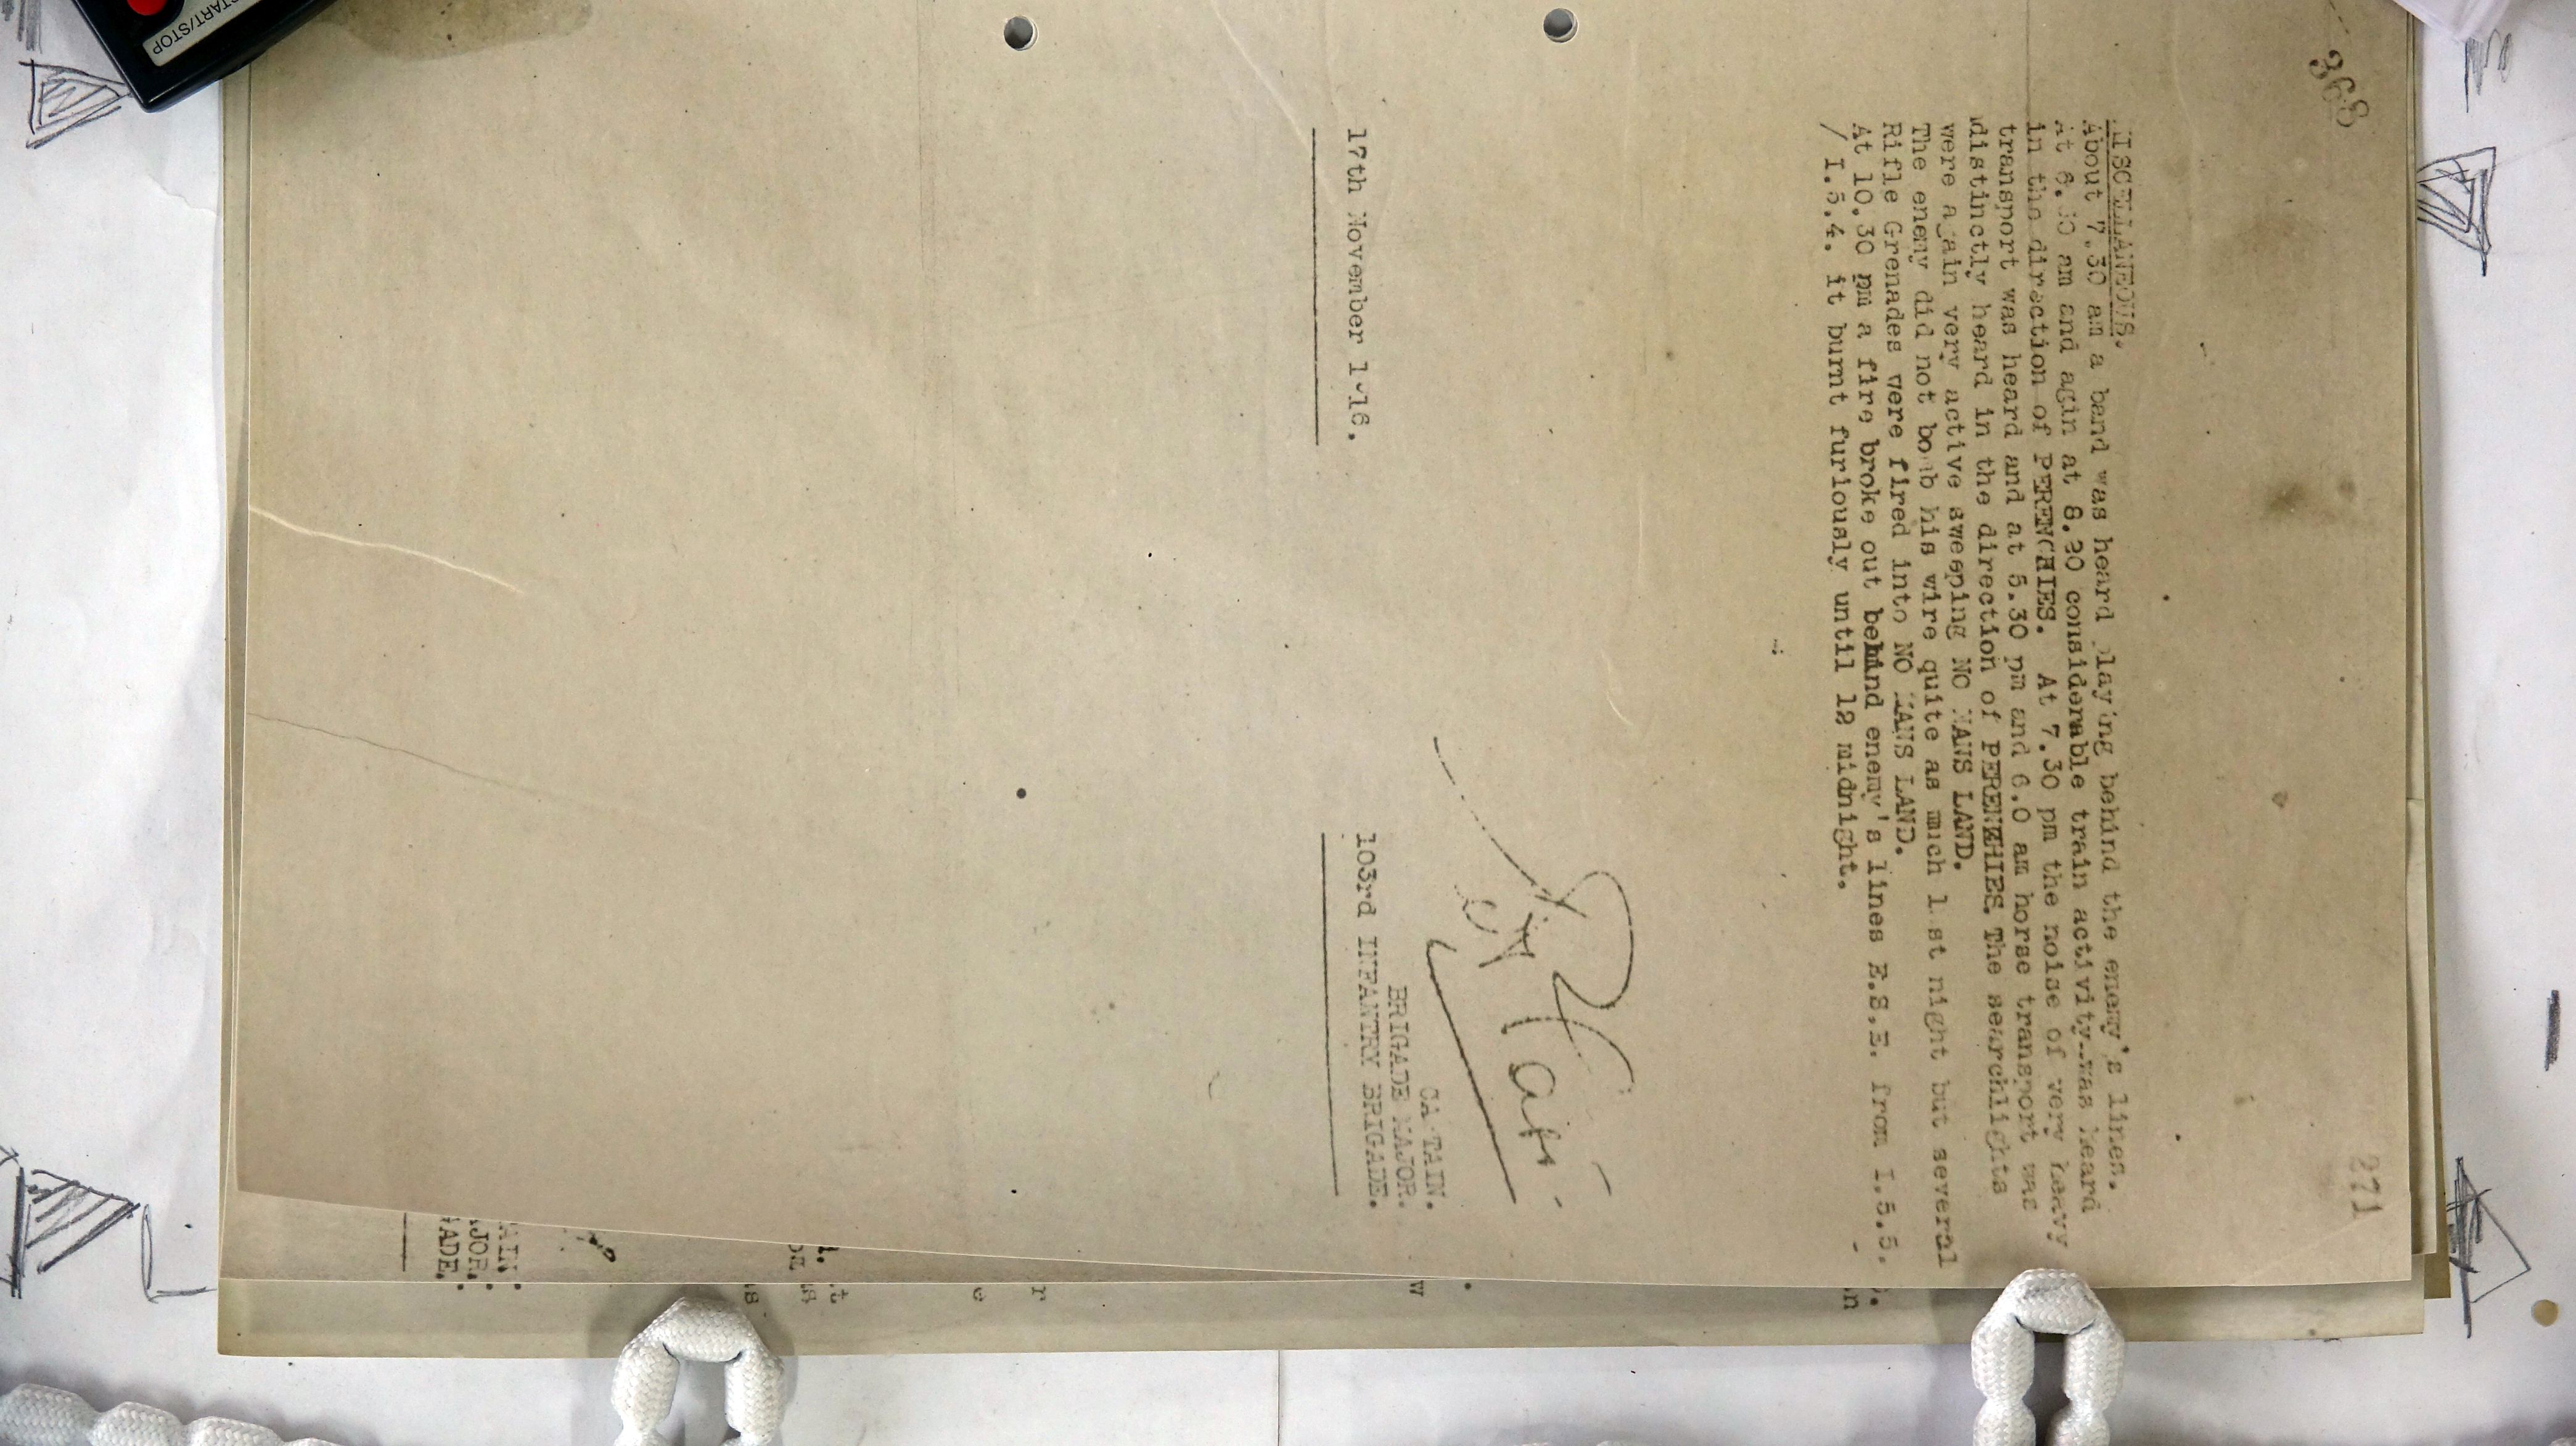 368
271
MISCELLANEOUS.
About 7.30 am a band was heard playing behind the enemy's lines.
At 6. 0 am and agin at 8.20 considerable train activity was heard
in the direction of PERENCHIES. At 7.30 pm the noise of very heavy
transport was heard and at 5.30 pm and 6.0 am horse transport was
distinctly heard in the direction of PERENCHIES. The searchlights
were again very active sweeping NO MANS LAND.
The enemy did not bomb his wire quite as much last night but several
Rifle Grenades were fired into NO MANS LAND.
At 10.30 pm a fire broke out behind enemy's lines E.S.E. from I.5.5.
/ I.5.4. it burnt furiously until 12 midnight.
CAPTAIN.
BRIGADE MAJOR.
17th November 1916.
103rd INFANTRY BRIGADE.
AIN.
JOR.
ADE.
START/STOP